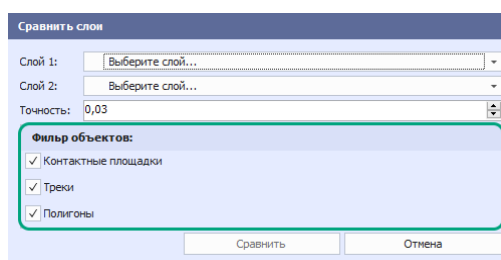 Сравнить слои
Слой 1: Выберите слой...
Слой 2: Выберите слой...
Точность: 0,03
Фильр объектов:
Контактные площадки
Треки
Полигоны
Сравнить Отмена